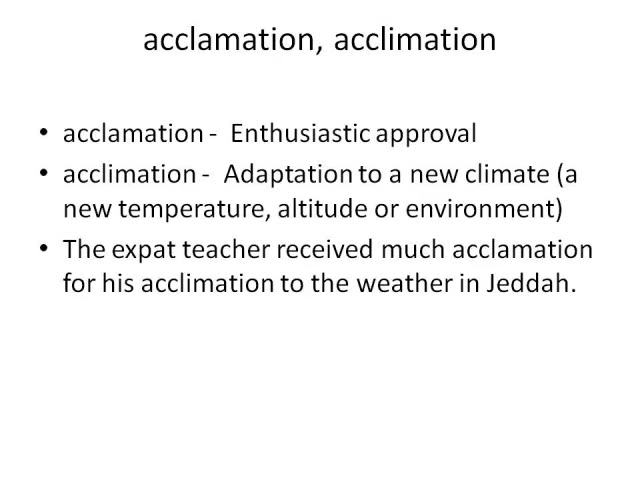 acclamation, acclimation
• acclamation - Enthusiastic approval
• acclimation - Adaptation to a new climate (a
new temperature, altitude or environment)
• The expat teacher received much acclamation
for his acclimation to the weather in Jeddah.